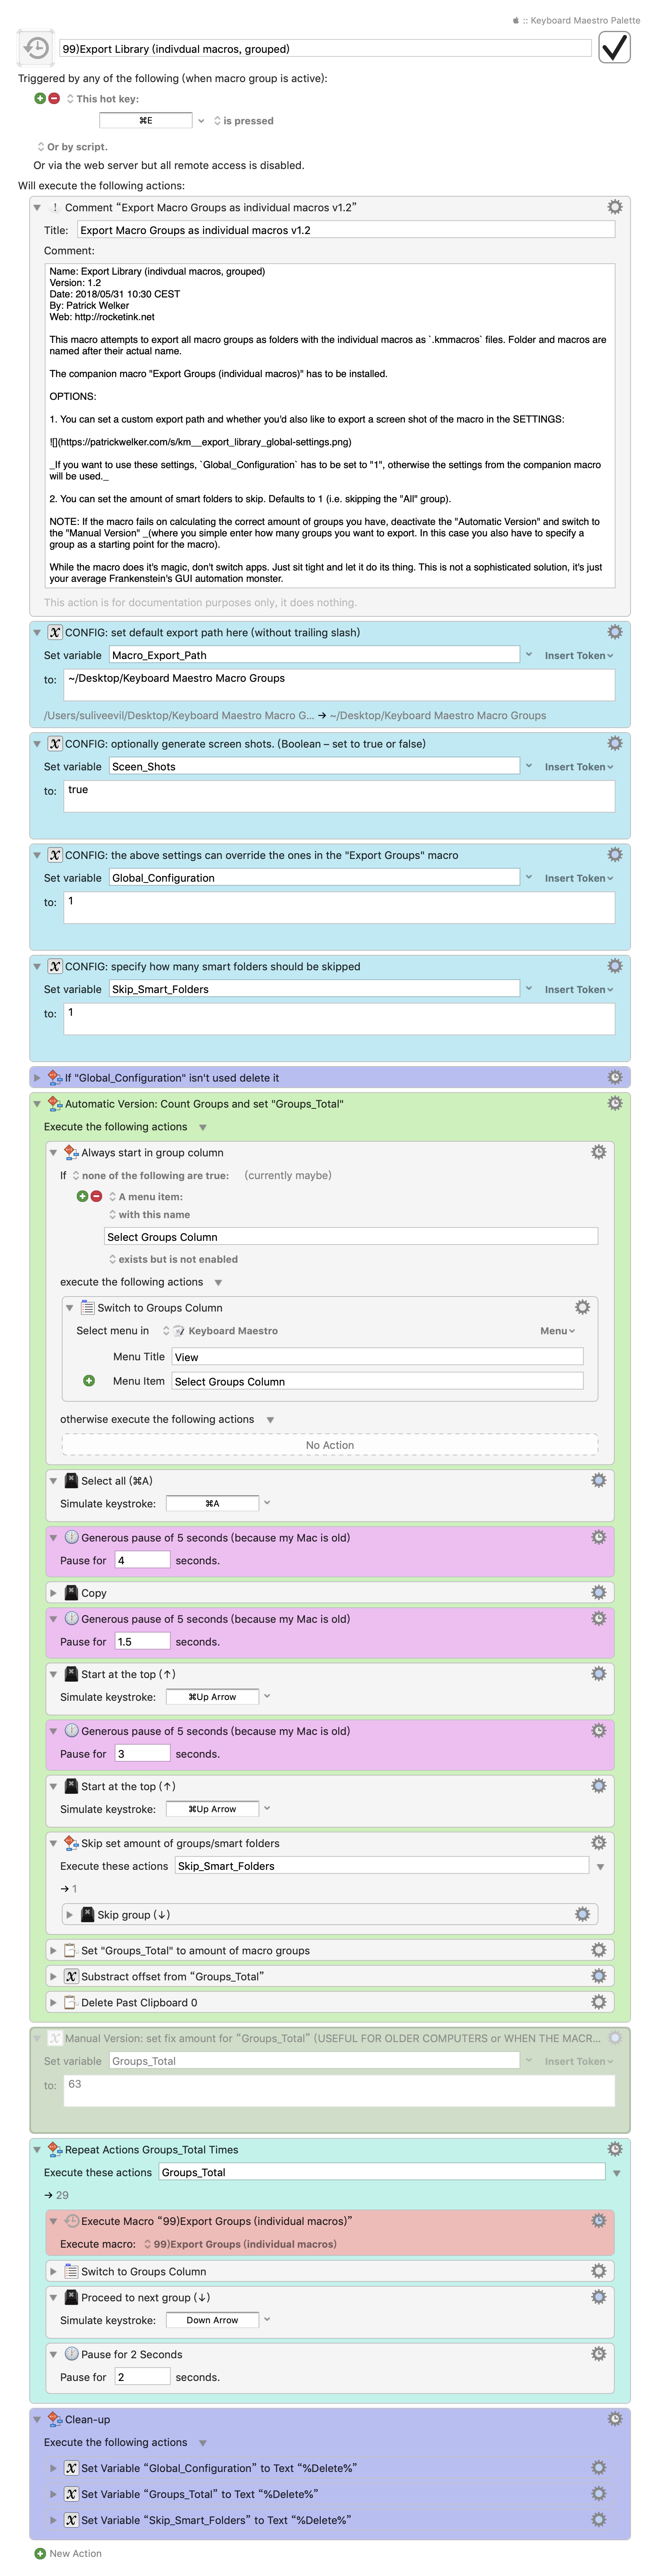 :: Keyboard Maestro Palette
99)Export Library (indivdual macros, grouped)
Triggered by any of the following (when macro group is active):
This hot key:
⌘E
is pressed
Or by script.
Or via the web server but all remote access is disabled.
Will execute the following actions:
Comment “Export Macro Groups as individual macros v1.2”
Title: Export Macro Groups as individual macros v1.2
Comment:
Name: Export Library (indivdual macros, grouped)
Version: 1.2
Date: 2018/05/31 10:30 CEST
By: Patrick Welker
Web: http://rocketink.net
This macro attempts to export all macro groups as folders with the individual macros as `.kmmacros` files. Folder and macros are
named after their actual name.
The companion macro "Export Groups (individual macros)" has to be installed.
OPTIONS:
1. You can set a custom export path and whether you'd also like to export a screen shot of the macro in the SETTINGS:
![](https://patrickwelker.com/s/km__export_library_global-settings.png)
_If you want to use these settings, `Global_Configuration` has to be set to "1", otherwise the settings from the companion macro
will be used._
2. You can set the amount of smart folders to skip. Defaults to 1 (i.e. skipping the "All" group).
NOTE: If the macro fails on calculating the correct amount of groups you have, deactivate the "Automatic Version" and switch to
the "Manual Version" _(where you simple enter how many groups you want to export. In this case you also have to specify a
group as a starting point for the macro).
While the macro does it's magic, don't switch apps. Just sit tight and let it do its thing. This is not a sophisticated solution, it's just
your average Frankenstein's GUI automation monster.
This action is for documentation purposes only, it does nothing.
CONFIG: set default export path here (without trailing slash)
Set variable Macro_Export_Path Insert Token
to: ~/Desktop/Keyboard Maestro Macro Groups
/Users/suliveevil/Desktop/Keyboard Maestro Macro G... → ~/Desktop/Keyboard Maestro Macro Groups
CONFIG: optionally generate screen shots. (Boolean – set to true or false)
Set variable Sceen_Shots Insert Token
to: true
CONFIG: the above settings can override the ones in the "Export Groups" macro
Set variable Global_Configuration Insert Token
to: 1
CONFIG: specify how many smart folders should be skipped
Set variable Skip_Smart_Folders Insert Token
to: 1
If "Global_Configuration" isn't used delete it
Automatic Version: Count Groups and set "Groups_Total"
Execute the following actions
Always start in group column
If none of the following are true: (currently maybe)
A menu item:
with this name
Select Groups Column
exists but is not enabled
execute the following actions
Switch to Groups Column
Select menu in Keyboard Maestro Menu
Menu Title View
Menu Item Select Groups Column
otherwise execute the following actions
No Action
Select all (⌘A)
Simulate keystroke: ⌘A
Generous pause of 5 seconds (because my Mac is old)
Pause for 4 seconds.
Copy
Generous pause of 5 seconds (because my Mac is old)
Pause for 1.5 seconds.
Start at the top (↑)
Simulate keystroke: ⌘Up Arrow
Generous pause of 5 seconds (because my Mac is old)
Pause for 3 seconds.
Start at the top (↑)
Simulate keystroke: ⌘Up Arrow
Skip set amount of groups/smart folders
Execute these actions Skip_Smart_Folders
→ 1
Skip group (↓)
Set "Groups_Total" to amount of macro groups
Substract offset from “Groups_Total”
Delete Past Clipboard 0
Manual Version: set fix amount for “Groups_Total” (USEFUL FOR OLDER COMPUTERS or WHEN THE MACR...
Set variable Groups_Total Insert Token
to: 63
Repeat Actions Groups_Total Times
Execute these actions Groups_Total
→ 29
Execute Macro “99)Export Groups (individual macros)”
Execute macro: 99)Export Groups (individual macros)
Switch to Groups Column
Proceed to next group (↓)
Simulate keystroke: Down Arrow
Pause for 2 Seconds
Pause for 2 seconds.
Clean-up
Execute the following actions
Set Variable “Global_Configuration” to Text “%Delete%”
Set Variable “Groups_Total” to Text “%Delete%”
Set Variable “Skip_Smart_Folders” to Text “%Delete%”
New Action